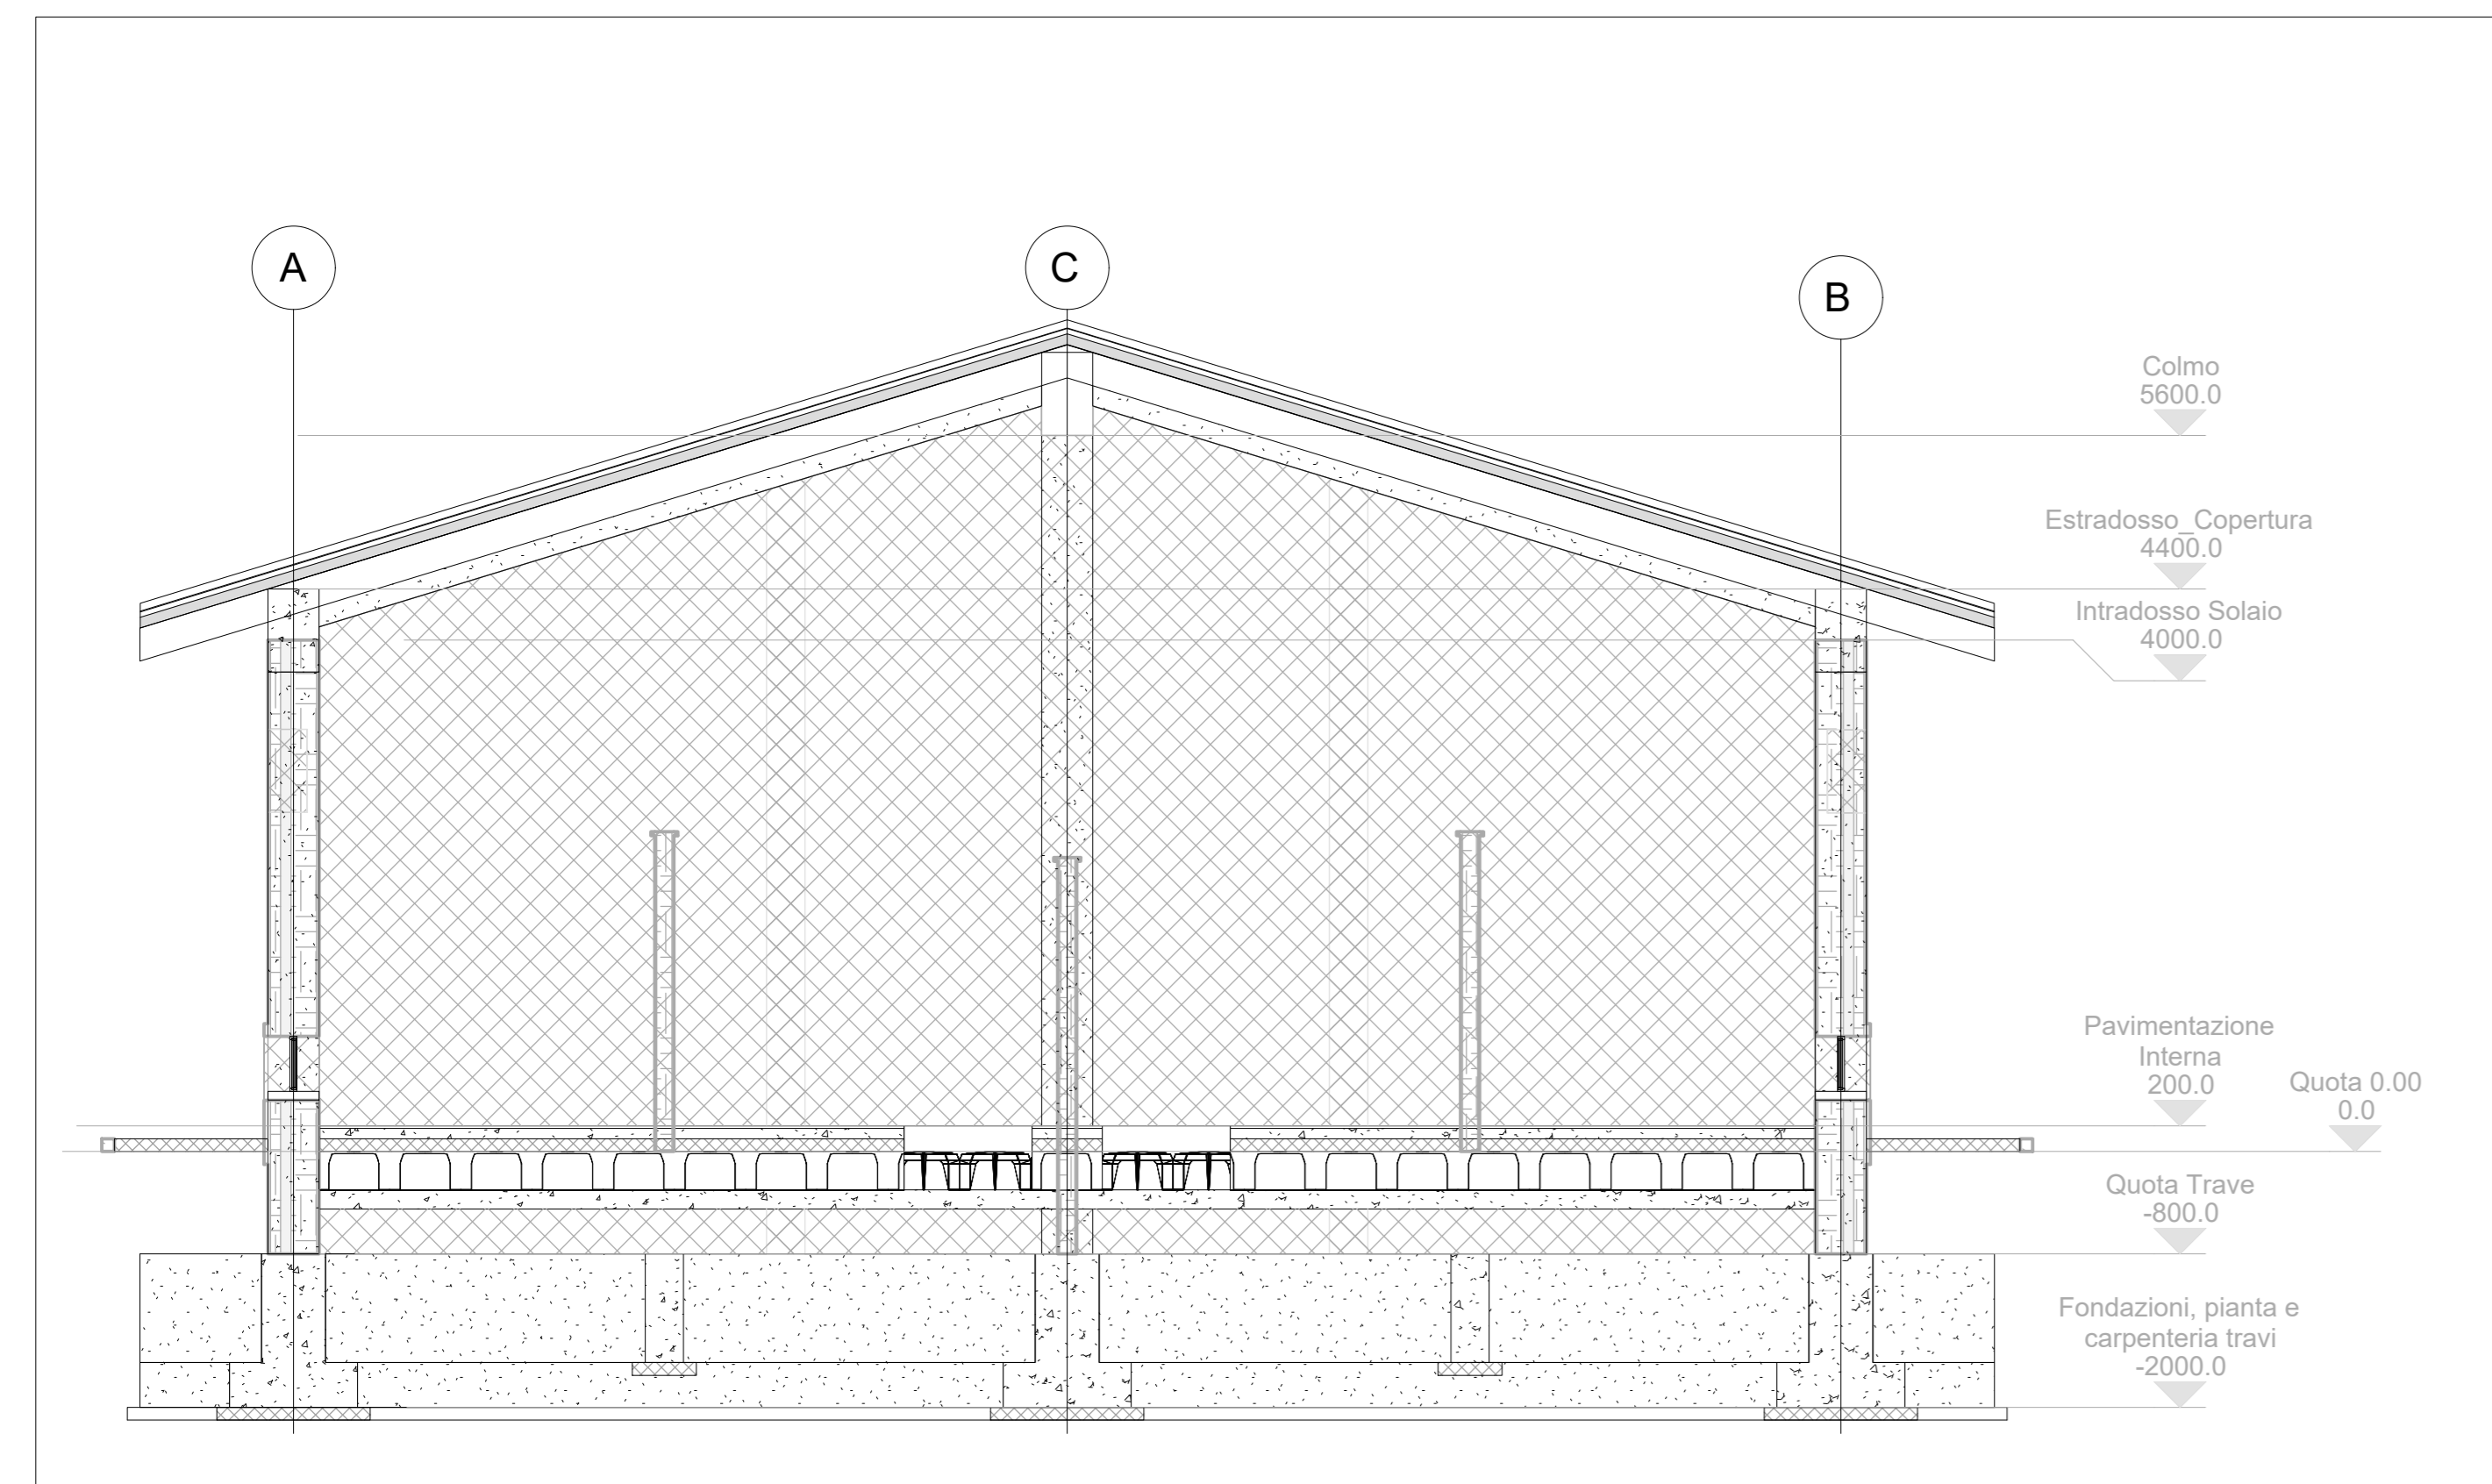 A
C
B
Colmo
5600.0
Estradosso_Copertura
4400.0
Intradosso Solaio
4000.0
Pavimentazione
Interna
200.0
Quota 0.00
0.0
Quota Trave
-800.0
Fondazioni, pianta e
carpenteria travi
-2000.0